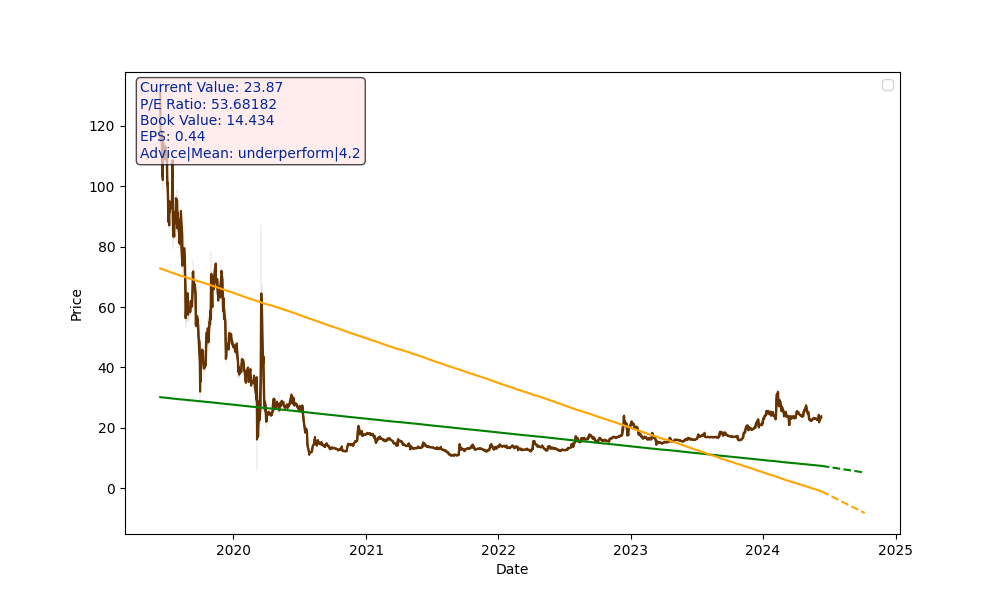 Current Value: 23.87
P/E Ratio: 53.68182
Book Value: 14.434
EPS: 0.44
Advice|Mean: underperform|4.2
120
100
80
60
40
20
0
Price
2020
2021
2022
2023
2024
2025
Date